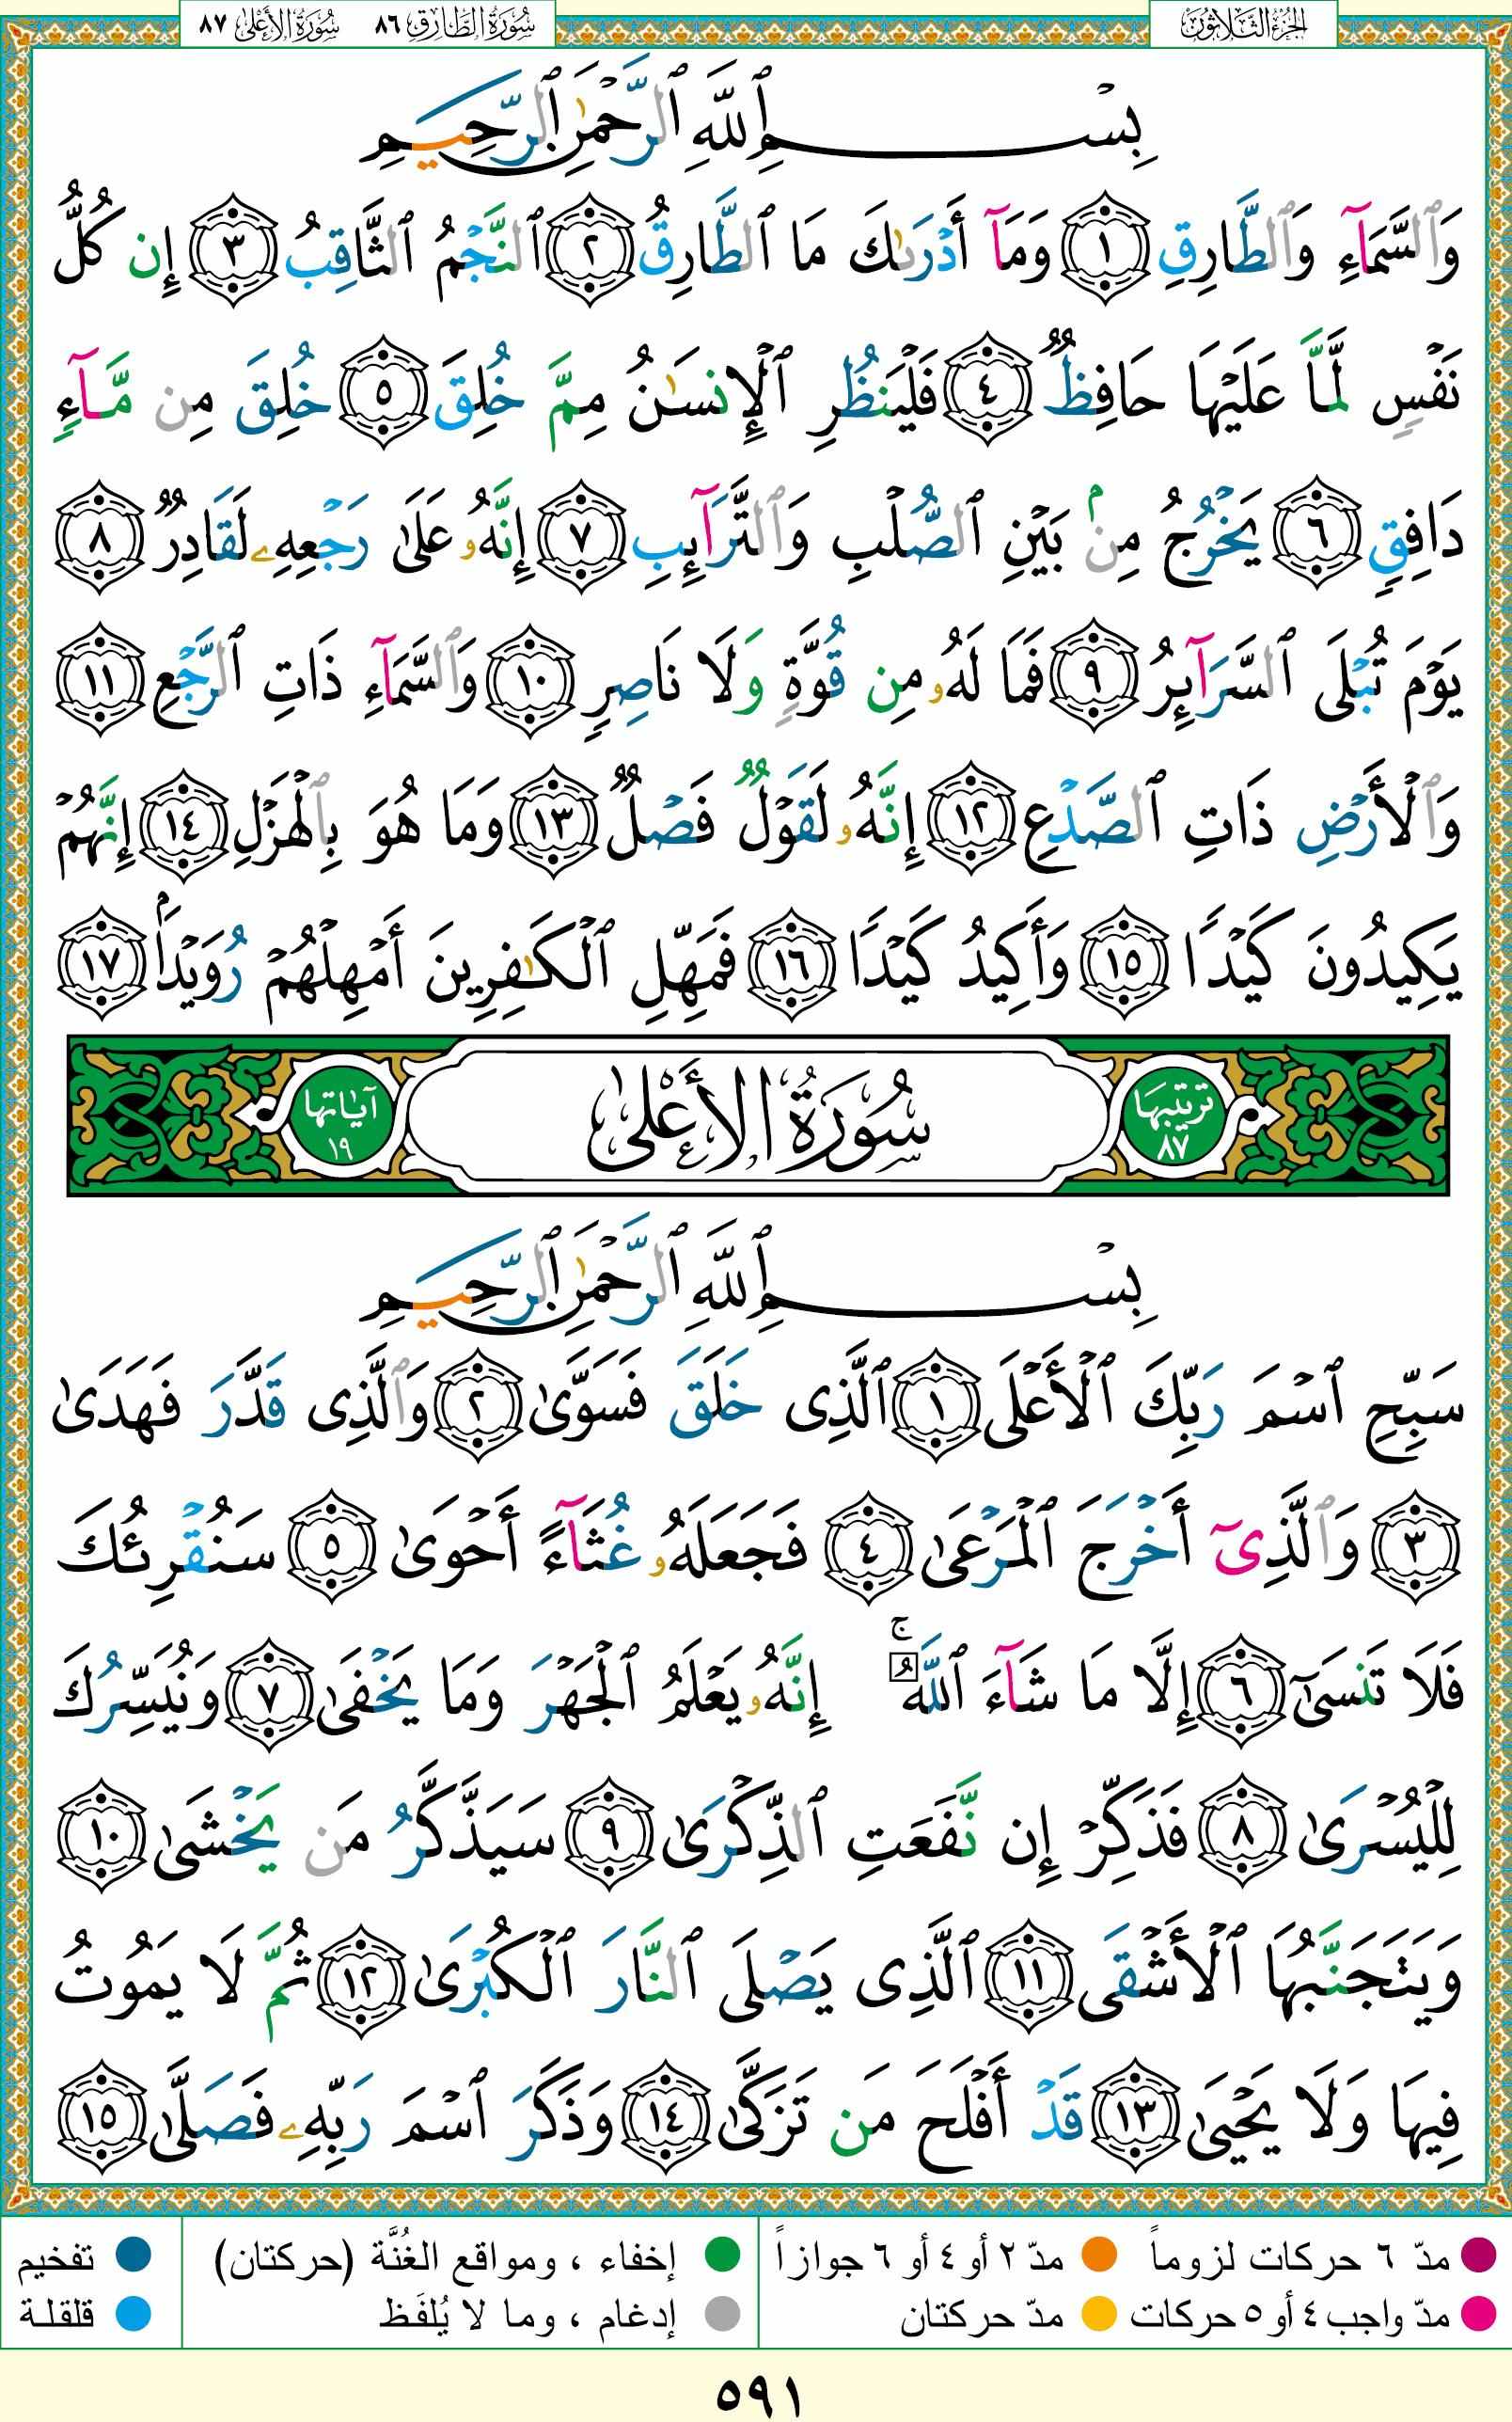 الجزء الثلاثون سورة الطارق ٨٦ سورة الأعلى ٨٧
بِسْمِ ٱللَّهِ ٱلرَّحْمَٰنِ ٱلرَّحِيمِ
وَٱلسَّمَآءِ وَٱلطَّارِقِ ١ وَمَآ أَدْرَىٰكَ مَا ٱلطَّارِقُ ٢ ٱلنَّجْمُ ٱلثَّاقِبُ ٣ إِن كُلُّ
نَفْسٍ لَّمَّا عَلَيْهَا حَافِظٌ ٤ فَلْيَنظُرِ ٱلْإِنسَٰنُ مِمَّ خُلِقَ ٥ خُلِقَ مِن مَّآءٍ
دَافِقٍ ٦ يَخْرُجُ مِنۢ بَيْنِ ٱلصُّلْبِ وَٱلتَّرَآئِبِ ٧ إِنَّهُۥ عَلَىٰ رَجْعِهِۦ لَقَادِرٌ ٨
يَوْمَ تُبْلَى ٱلسَّرَآئِرُ ٩ فَمَا لَهُۥ مِن قُوَّةٍ وَلَا نَاصِرٍ ١٠ وَٱلسَّمَآءِ ذَاتِ ٱلرَّجْعِ ١١
وَٱلْأَرْضِ ذَاتِ ٱلصَّدْعِ ١٢ إِنَّهُۥ لَقَوْلٌ فَصْلٌ ١٣ وَمَا هُوَ بِٱلْهَزْلِ ١٤ إِنَّهُمْ
يَكِيدُونَ كَيْدًا ١٥ وَأَكِيدُ كَيْدًا ١٦ فَمَهِّلِ ٱلْكَٰفِرِينَ أَمْهِلْهُمْ رُوَيْدَۢا ١٧
ترتيبها ٨٧ سُورَةُ الأَعْلىٰ آياتها ١٩
بِسْمِ ٱللَّهِ ٱلرَّحْمَٰنِ ٱلرَّحِيمِ
سَبِّحِ ٱسْمَ رَبِّكَ ٱلْأَعْلَى ١ ٱلَّذِى خَلَقَ فَسَوَّىٰ ٢ وَٱلَّذِى قَدَّرَ فَهَدَىٰ
٣ وَٱلَّذِىٓ أَخْرَجَ ٱلْمَرْعَىٰ ٤ فَجَعَلَهُۥ غُثَآءً أَحْوَىٰ ٥ سَنُقْرِئُكَ
فَلَا تَنسَىٰٓ ٦ إِلَّا مَا شَآءَ ٱللَّهُ ۚ إِنَّهُۥ يَعْلَمُ ٱلْجَهْرَ وَمَا يَخْفَىٰ ٧ وَنُيَسِّرُكَ
لِلْيُسْرَىٰ ٨ فَذَكِّرْ إِن نَّفَعَتِ ٱلذِّكْرَىٰ ٩ سَيَذَّكَّرُ مَن يَخْشَىٰ ١٠
وَيَتَجَنَّبُهَا ٱلْأَشْقَى ١١ ٱلَّذِى يَصْلَى ٱلنَّارَ ٱلْكُبْرَىٰ ١٢ ثُمَّ لَا يَمُوتُ
فِيهَا وَلَا يَحْيَىٰ ١٣ قَدْ أَفْلَحَ مَن تَزَكَّىٰ ١٤ وَذَكَرَ ٱسْمَ رَبِّهِۦ فَصَلَّىٰ ١٥
مدّ ٦ حركات لزوماً مدّ ٢ أو ٤ أو ٦ جوازاً إخفاء ، ومواقع الغُنَّة (حركتان) تفخيم
مدّ واجب ٤ أو ٥ حركات مدّ حركتان إدغام ، وما لا يُلفَظ قلقلة
٥٩١